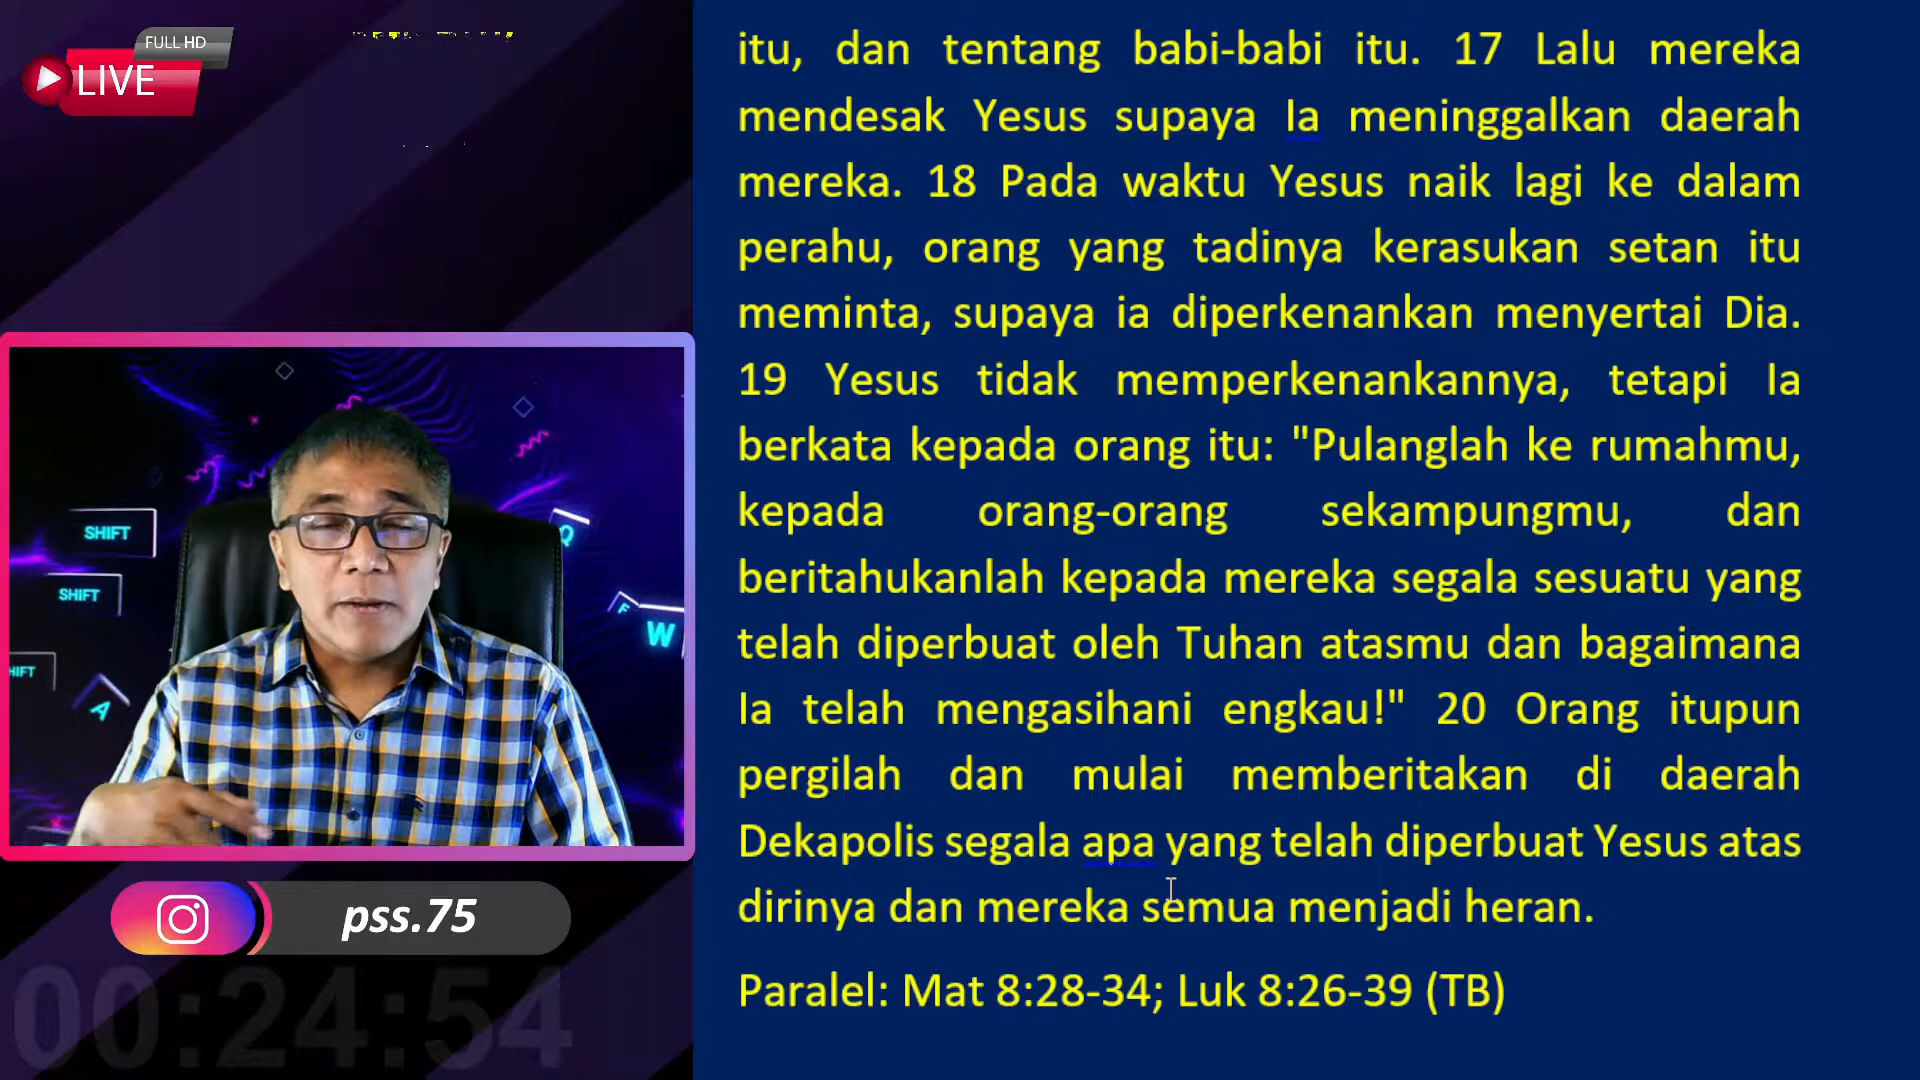 FULL HD
LIVE
itu, dan tentang babi-babi itu. 17 Lalu mereka
mendesak Yesus supaya Ia meninggalkan daerah
mereka. 18 Pada waktu Yesus naik lagi ke dalam
perahu, orang yang tadinya kerasukan setan itu
meminta, supaya ia diperkenankan menyertai Dia.
19 Yesus tidak memperkenankannya, tetapi Ia
berkata kepada orang itu: "Pulanglah ke rumahmu,
kepada orang-orang sekampungmu, dan
beritahukanlah kepada mereka segala sesuatu yang
telah diperbuat oleh Tuhan atasmu dan bagaimana
Ia telah mengasihani engkau!" 20 Orang itupun
pergilah dan mulai memberitakan di daerah
Dekapolis segala apa yang telah diperbuat Yesus atas
dirinya dan mereka semua menjadi heran.
Paralel: Mat 8:28-34; Luk 8:26-39 (TB)
SHIFT
SHIFT
HIFT
A
Q
F
W
pss.75
00:24:54